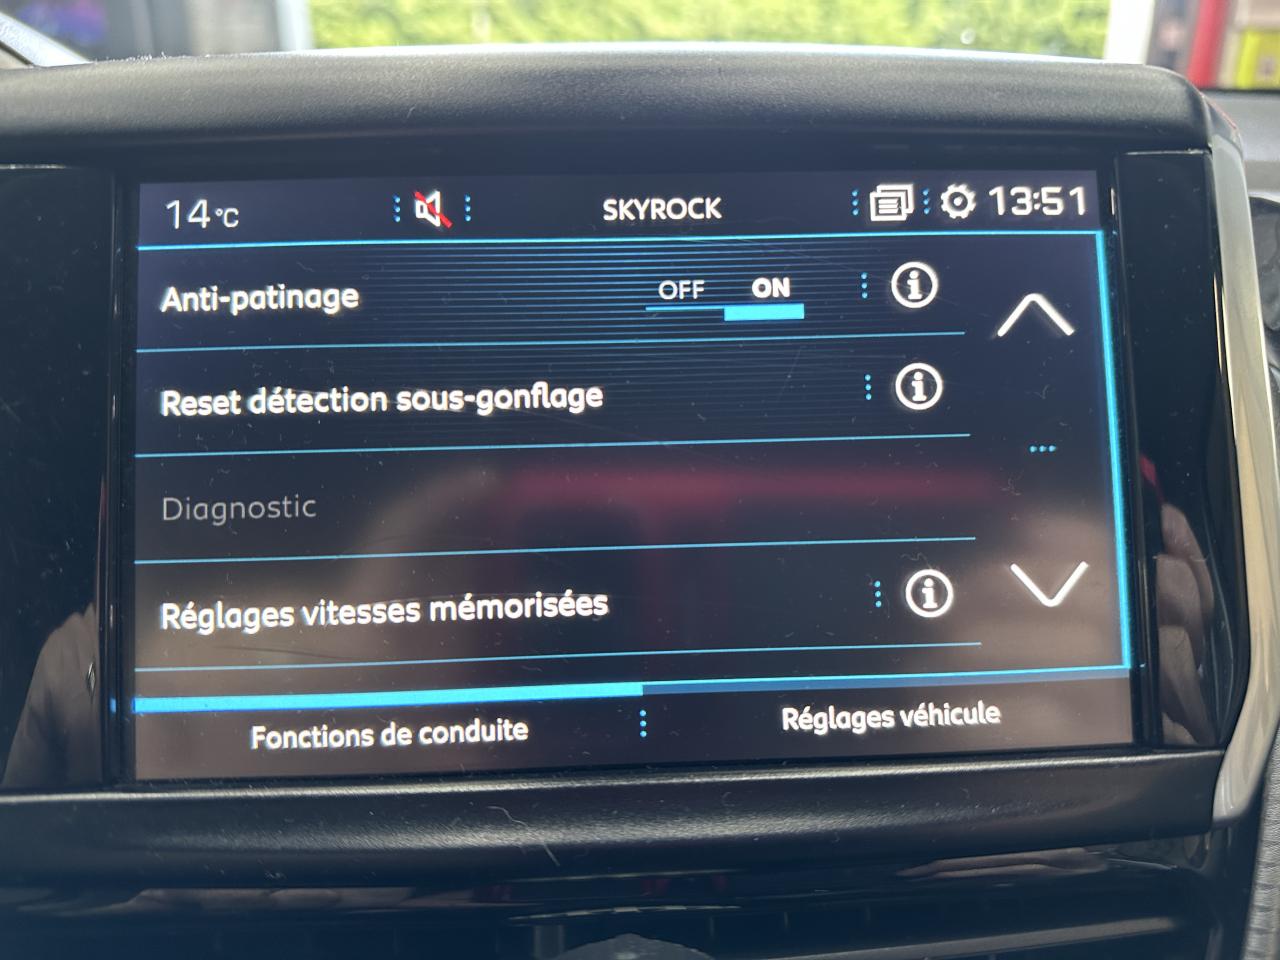 14°C SKYROCK 13:51
Anti-patinage OFF ON
Reset détection sous-gonflage
Diagnostic
Réglages vitesses mémorisées
Fonctions de conduite Réglages véhicule